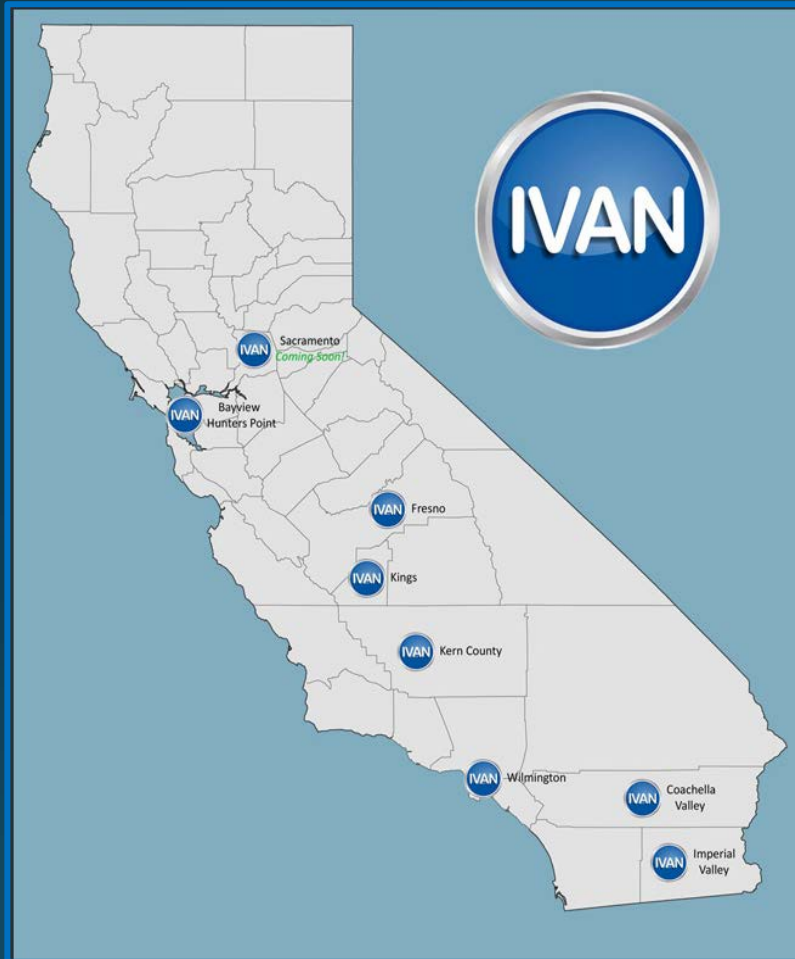 IVAN
IVAN
Sacramento
Coming Soon!
IVAN
Bayview
Hunters Point
IVAN
Fresno
IVAN
Kings
IVAN
Kern County
IVAN
Wilmington
IVAN
Coachella
Valley
IVAN
Imperial
Valley